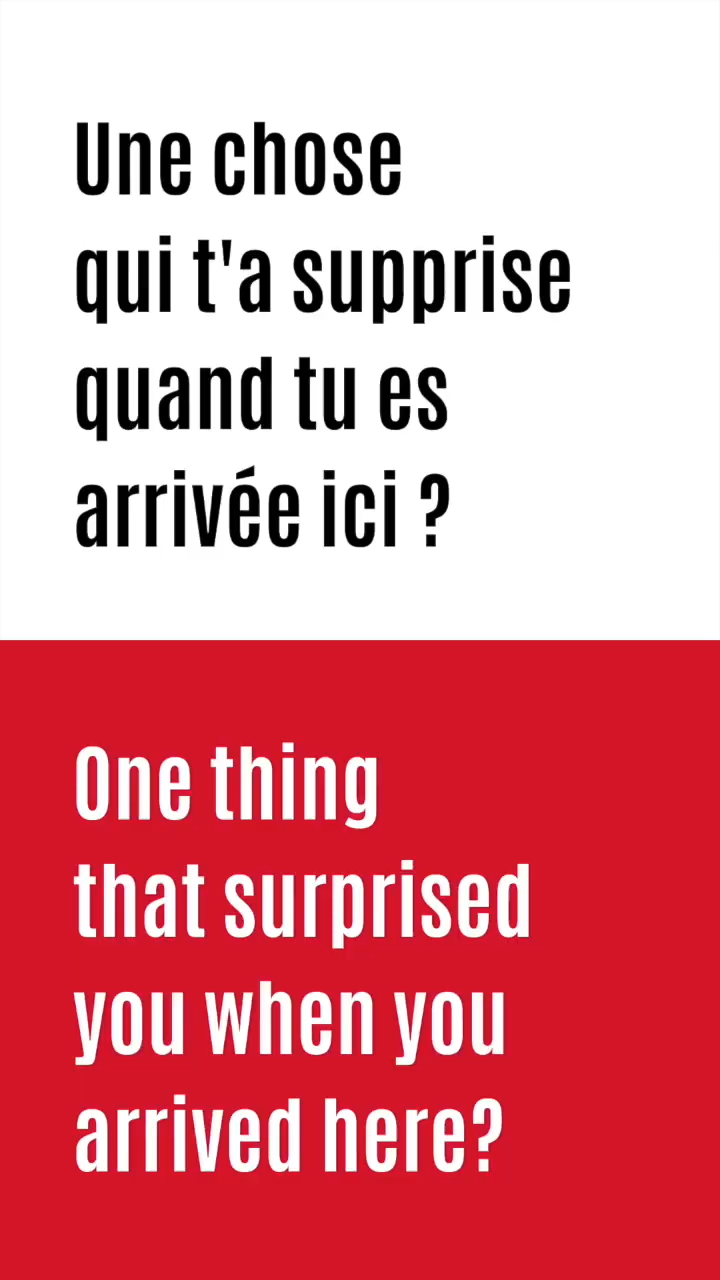 Une chose
qui t'a supprise
quand tu es
arrivée ici ?
One thing
that surprised
you when you
arrived here?